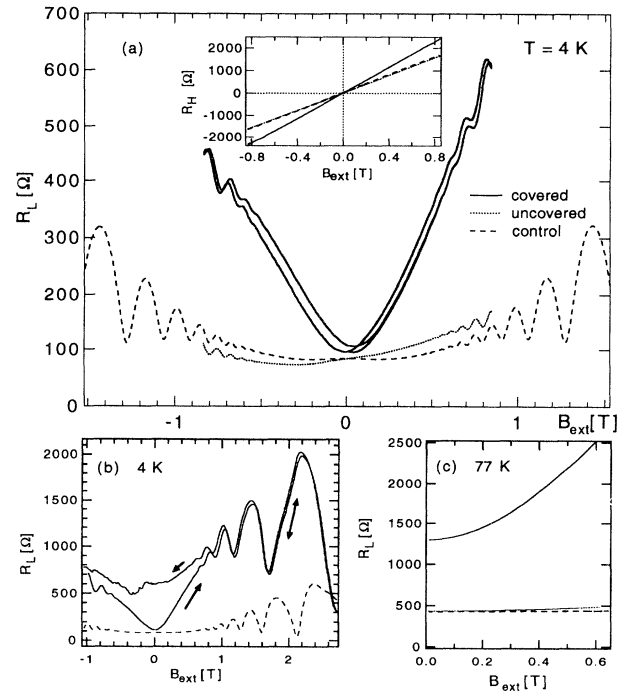 (a)
T = 4 K
R_L [Ω]
700
600
500
400
300
200
100
0
-1
0
1
B_ext[T]
R_H [Ω]
2000
1000
0
-1000
-2000
-0.8
-0.4
0.0
0.4
0.8
B_ext[T]
covered
uncovered
control
(b)
4 K
R_L [Ω]
2000
1500
1000
500
0
-1
0
1
2
B_ext[T]
(c)
77 K
R_L [Ω]
2500
2000
1500
1000
500
0
0.0
0.2
0.4
0.6
B_ext[T]